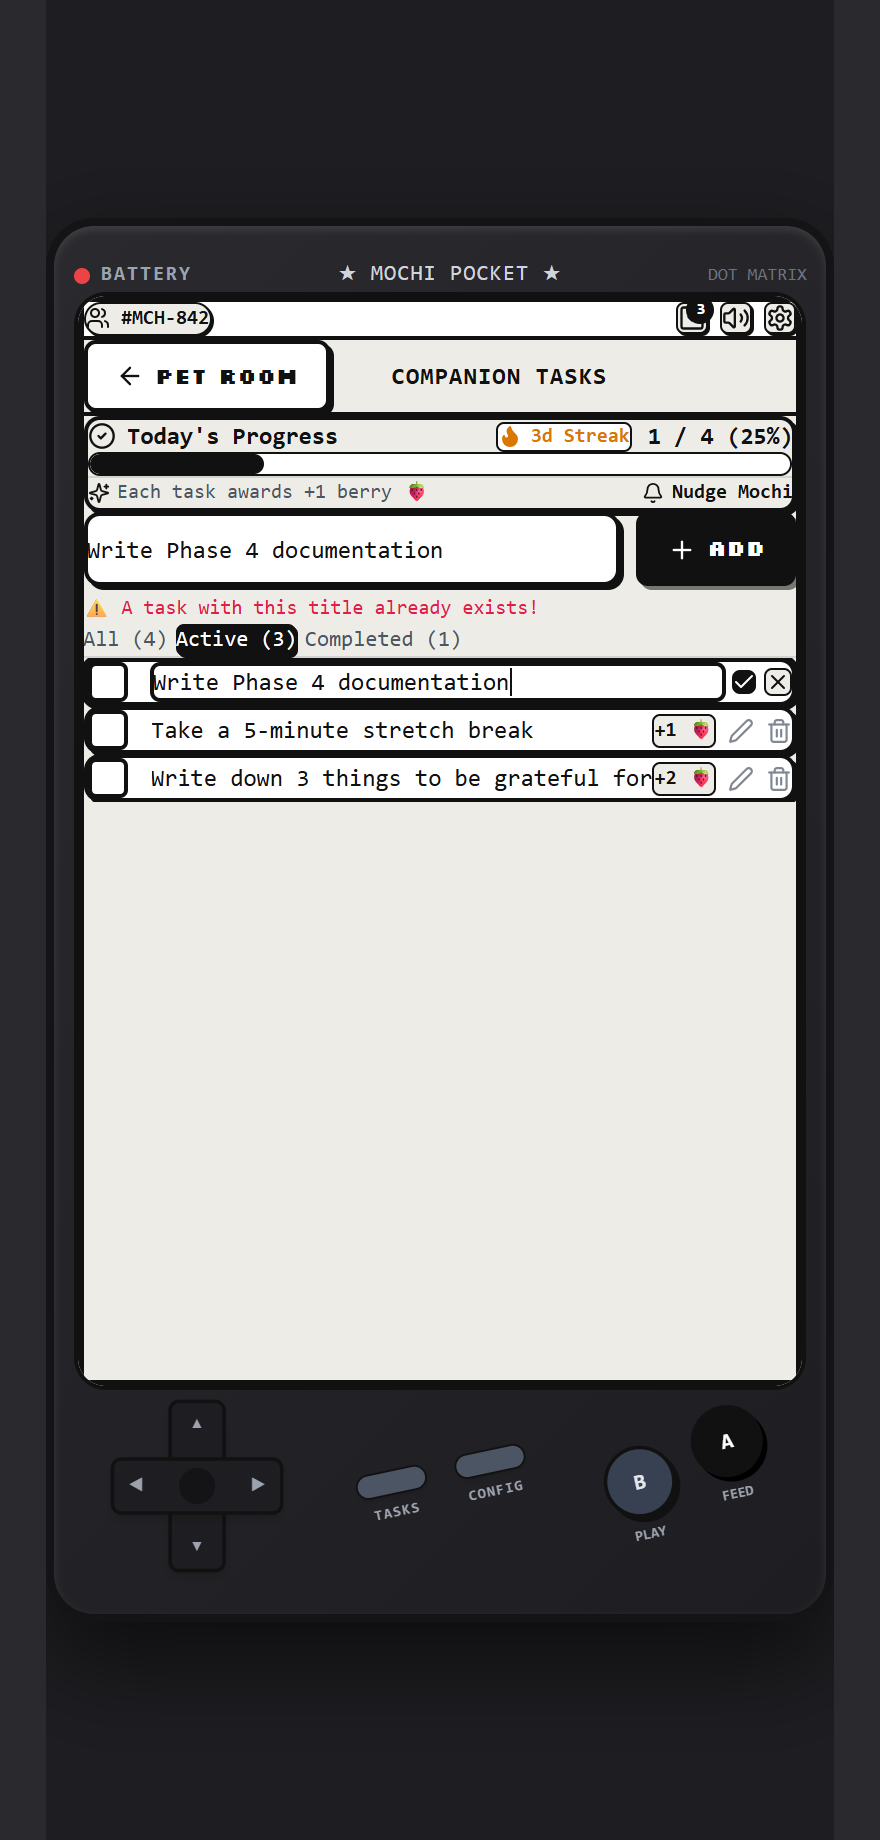 BATTERY ★ MOCHI POCKET ★ DOT MATRIX
#MCH-842 3
PET ROOM COMPANION TASKS
Today's Progress 3d Streak 1 / 4 (25%)
Each task awards +1 berry 🍓 Nudge Mochi
Write Phase 4 documentation + ADD
⚠️ A task with this title already exists!
All (4) Active (3) Completed (1)
Write Phase 4 documentation
Take a 5-minute stretch break +1 🍓
Write down 3 things to be grateful for +2 🍓
A
B
TASKS CONFIG FEED
PLAY